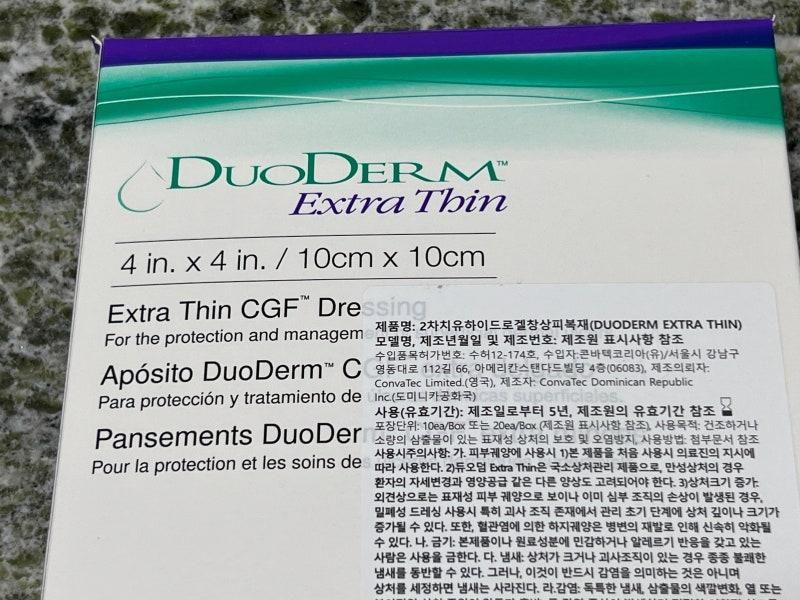 DUODERM™
Extra Thin
4 in. x 4 in. / 10cm x 10cm
Extra Thin CGF™ Dressing
For the protection and managem
Apósito DuoDerm™ C
Para protección y tratamiento de úlceras superficiales.
Pansements DuoDer
Pour la protection et les soins des
제품명: 2차치유하이드로겔창상피복재(DUODERM EXTRA THIN)
모델명, 제조년월일 및 제조번호: 제조원 표시사항 참조
수입품목허가번호: 수허12-174호, 수입자:콘바텍코리아(유)/서울시 강남구
영동대로 112길 66, 아메리칸스탠다드빌딩 4층(06083), 제조의뢰자:
ConvaTec Limited.(영국), 제조자: ConvaTec Dominican Republic
Inc.(도미니카공화국)
사용(유효기간): 제조일로부터 5년, 제조원의 유효기간 참조
포장단위: 10ea/Box 또는 20ea/Box (제조원 표시사항 참조), 사용목적: 건조하거나
소량의 삼출물이 있는 표재성 상처의 보호 및 오염방지, 사용방법: 첨부문서 참조
사용시주의사항: 가. 피부궤양에 사용시 1)본 제품을 처음 사용시 의료진의 지시에
따라 사용한다. 2)듀오덤 Extra Thin은 국소상처관리 제품으로, 만성상처의 경우
환자의 자세변경과 영양공급 같은 다른 양상도 고려되어야 한다. 3)상처크기 증가:
외견상으로는 표재성 피부 궤양으로 보이나 이미 심부 조직의 손상이 발생된 경우,
밀폐성 드레싱 사용시 특히 괴사 조직 존재에서 관리 초기 단계에 상처 깊이나 크기가
증가될 수 있다. 또한, 혈관염에 의한 하지궤양은 병변의 재발로 인해 신속히 악화될
수 있다. 나. 금기: 본제품이나 원료성분에 민감하거나 알레르기 반응을 갖고 있는
사람은 사용을 금한다. 다. 냄새: 상처가 크거나 괴사조직이 있는 경우 종종 불쾌한
냄새를 동반할 수 있다. 그러나, 이것이 반드시 감염을 의미하는 것은 아니며
상처를 세정하면 냄새는 사라진다. 라.감염: 독특한 냄새, 삼출물의 색깔변화, 열 또는